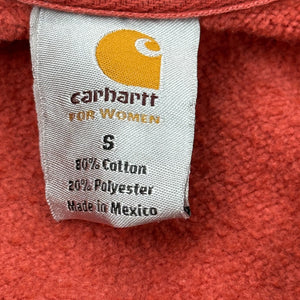 carhartt
FOR WOMEN
S
80% Cotton
20% Polyester
Made in Mexico